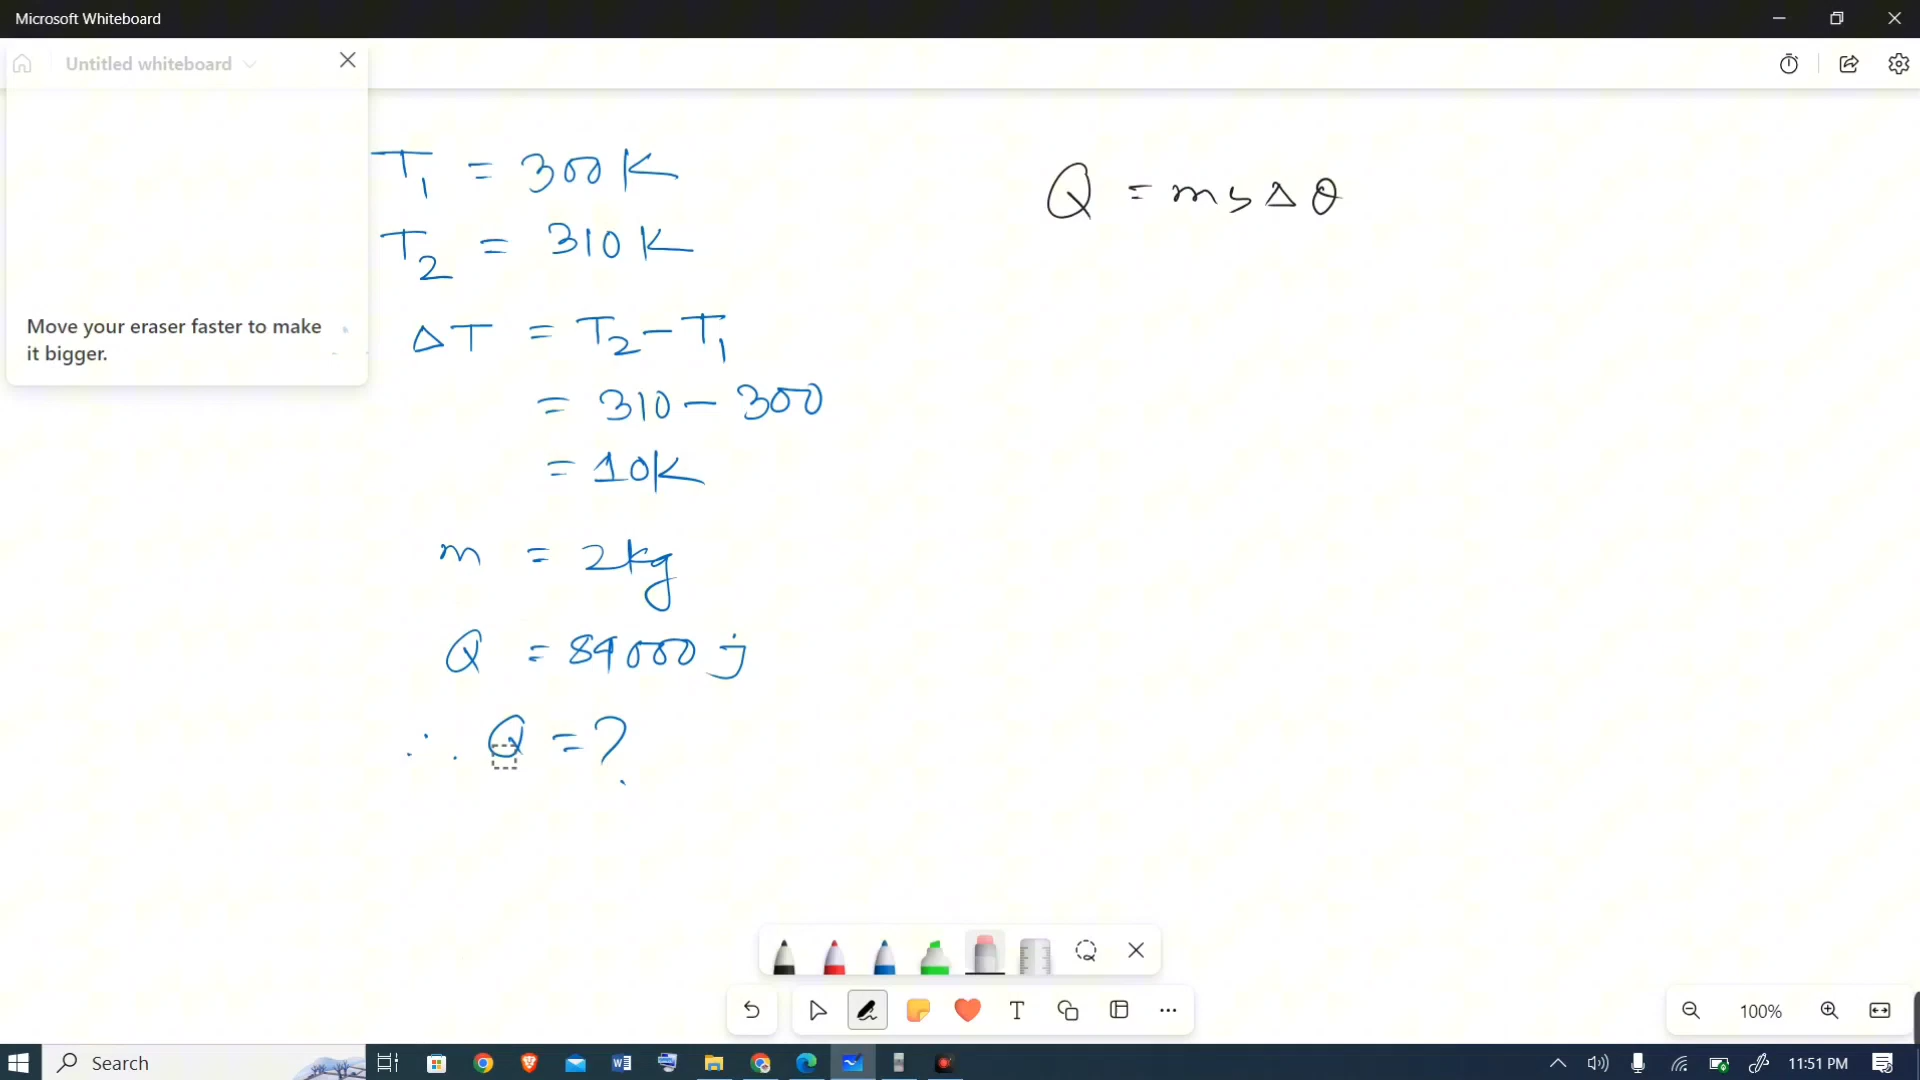 Microsoft Whiteboard
Untitled whiteboard
Move your eraser faster to make
it bigger.
T₁ = 300 K
T₂ = 310 K
ΔT = T₂ - T₁
= 310 - 300
= 10K
m = 2kg
Q = 84000 j
∴ Q = ?
Q = m s Δ θ
100%
Search
11:51 PM